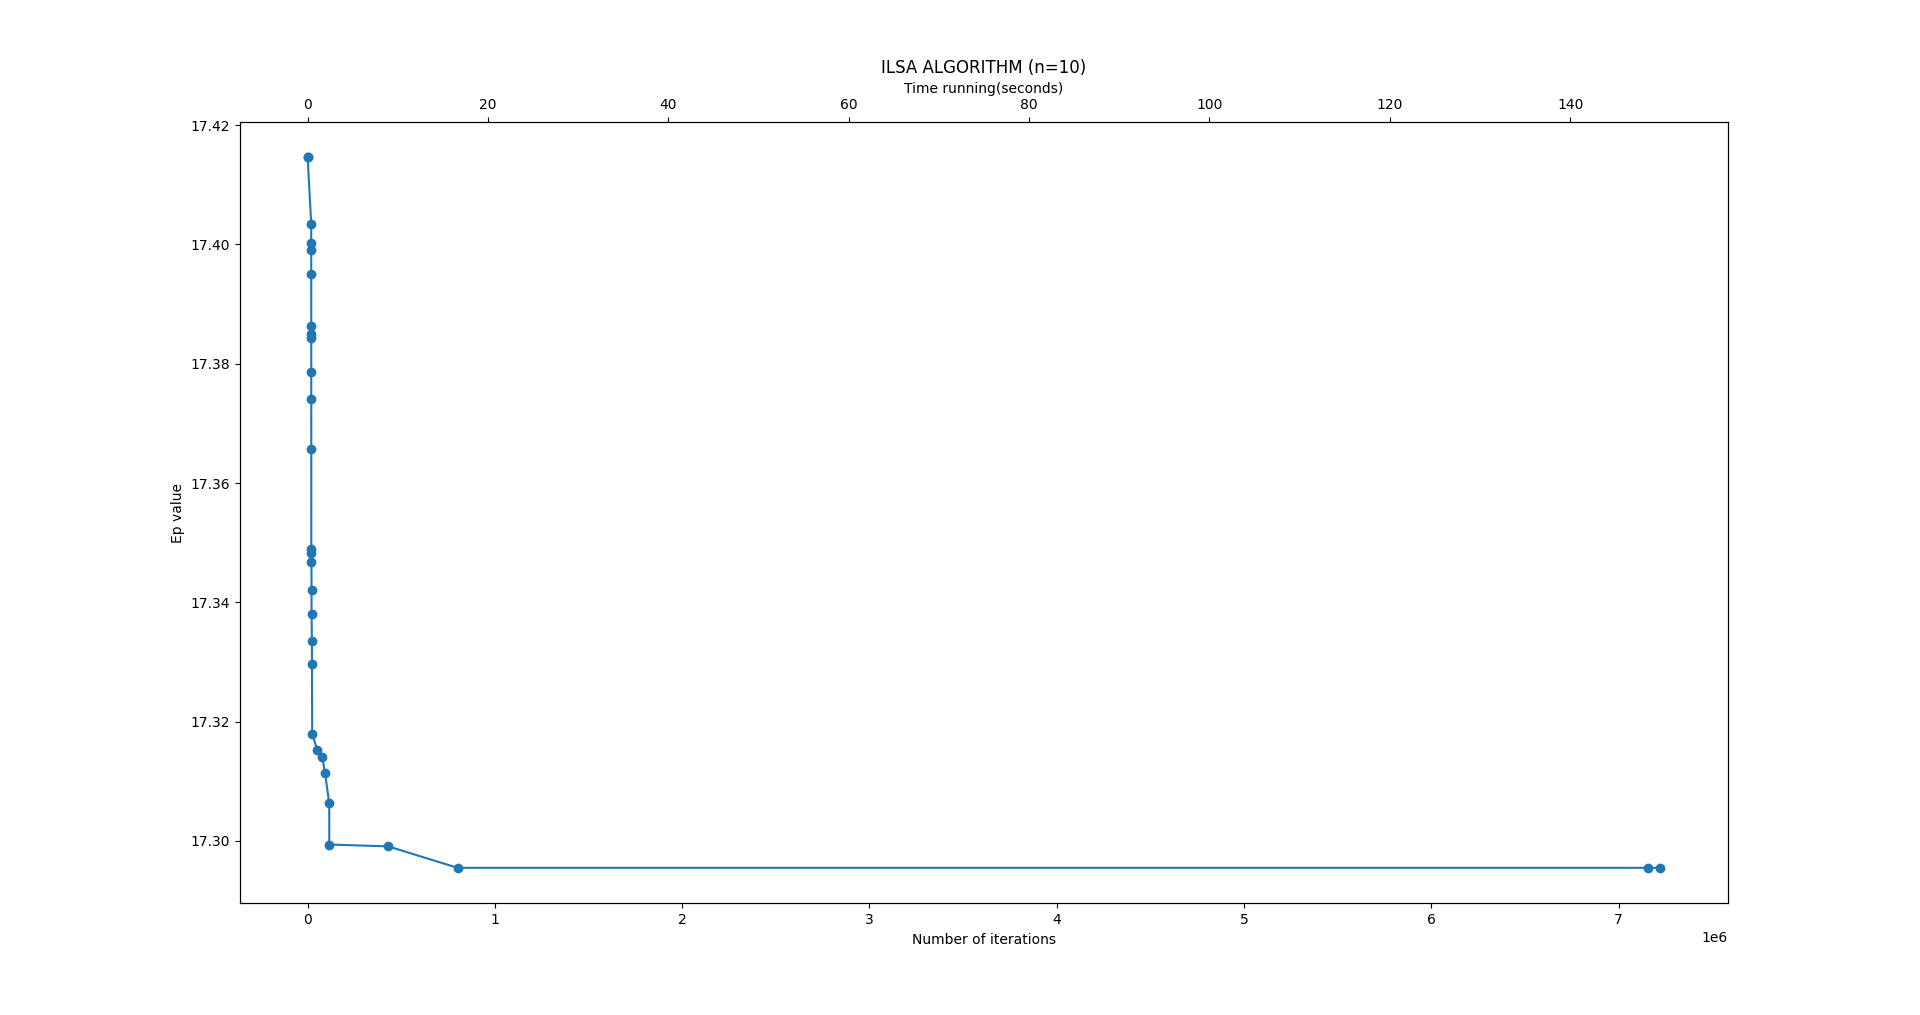 ILSA ALGORITHM (n=10)
Time running(seconds)
0 20 40 60 80 100 120 140
17.42
17.40
17.38
17.36
17.34
17.32
17.30
Ep value
0 1 2 3 4 5 6 7
1e6
Number of iterations